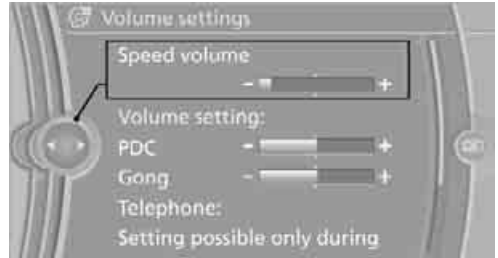 Volume settings
Speed volume
- +
Volume setting:
PDC - +
Gong - +
Telephone:
Setting possible only during